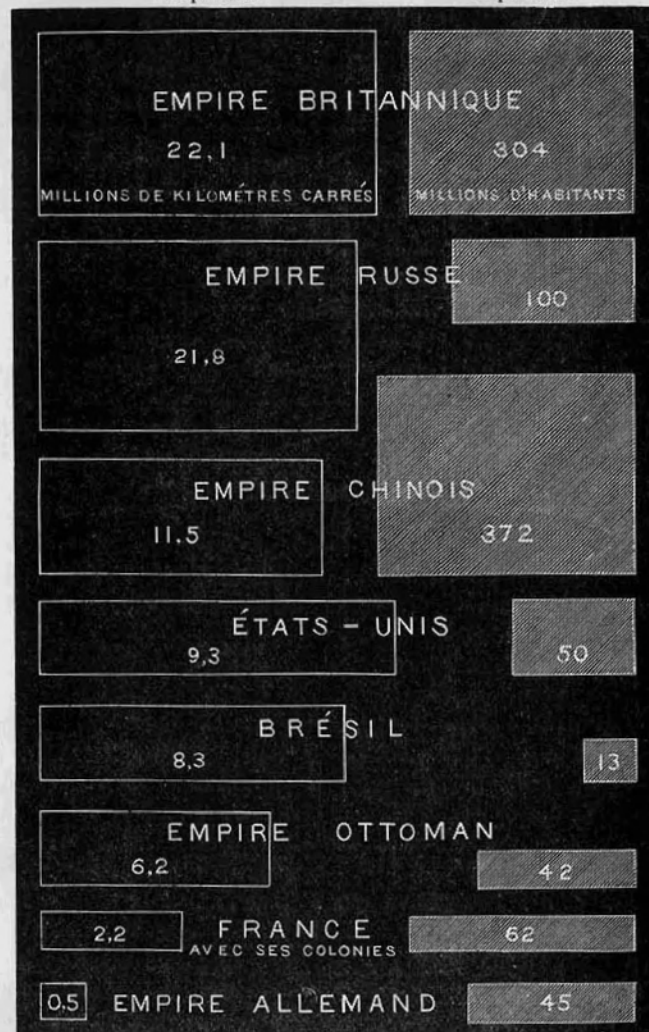 EMPIRE BRITANNIQUE
22,1 304
MILLIONS DE KILOMÉTRES CARRÉS MILLIONS D'HABITANTS
EMPIRE RUSSE
100
21,8
EMPIRE CHINOIS
11,5 372
ÉTATS – UNIS
9,3 50
BRÉSIL
8,3 13
EMPIRE OTTOMAN
6,2 42
2,2 FRANCE 62
AVEC SES COLONIES
0,5 EMPIRE ALLEMAND 45